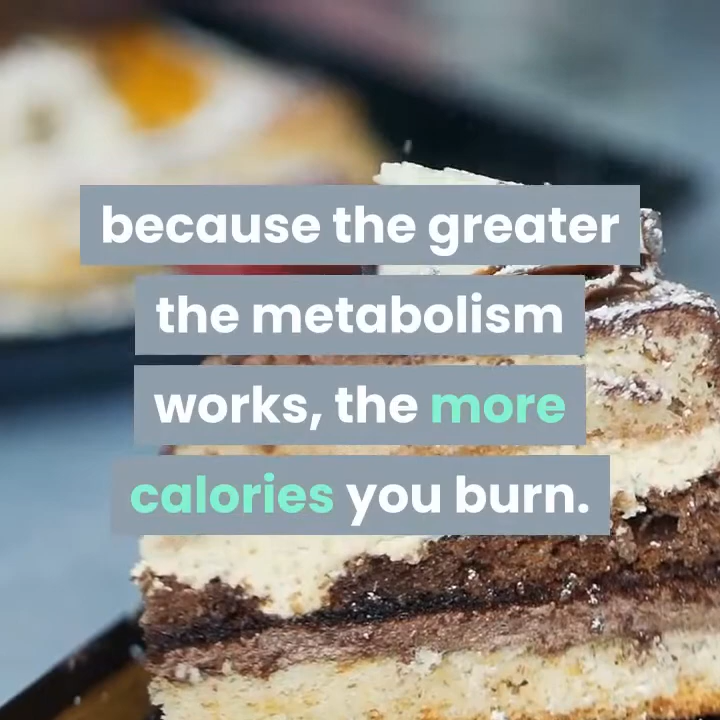 because the greater
the metabolism
works, the more
calories you burn.